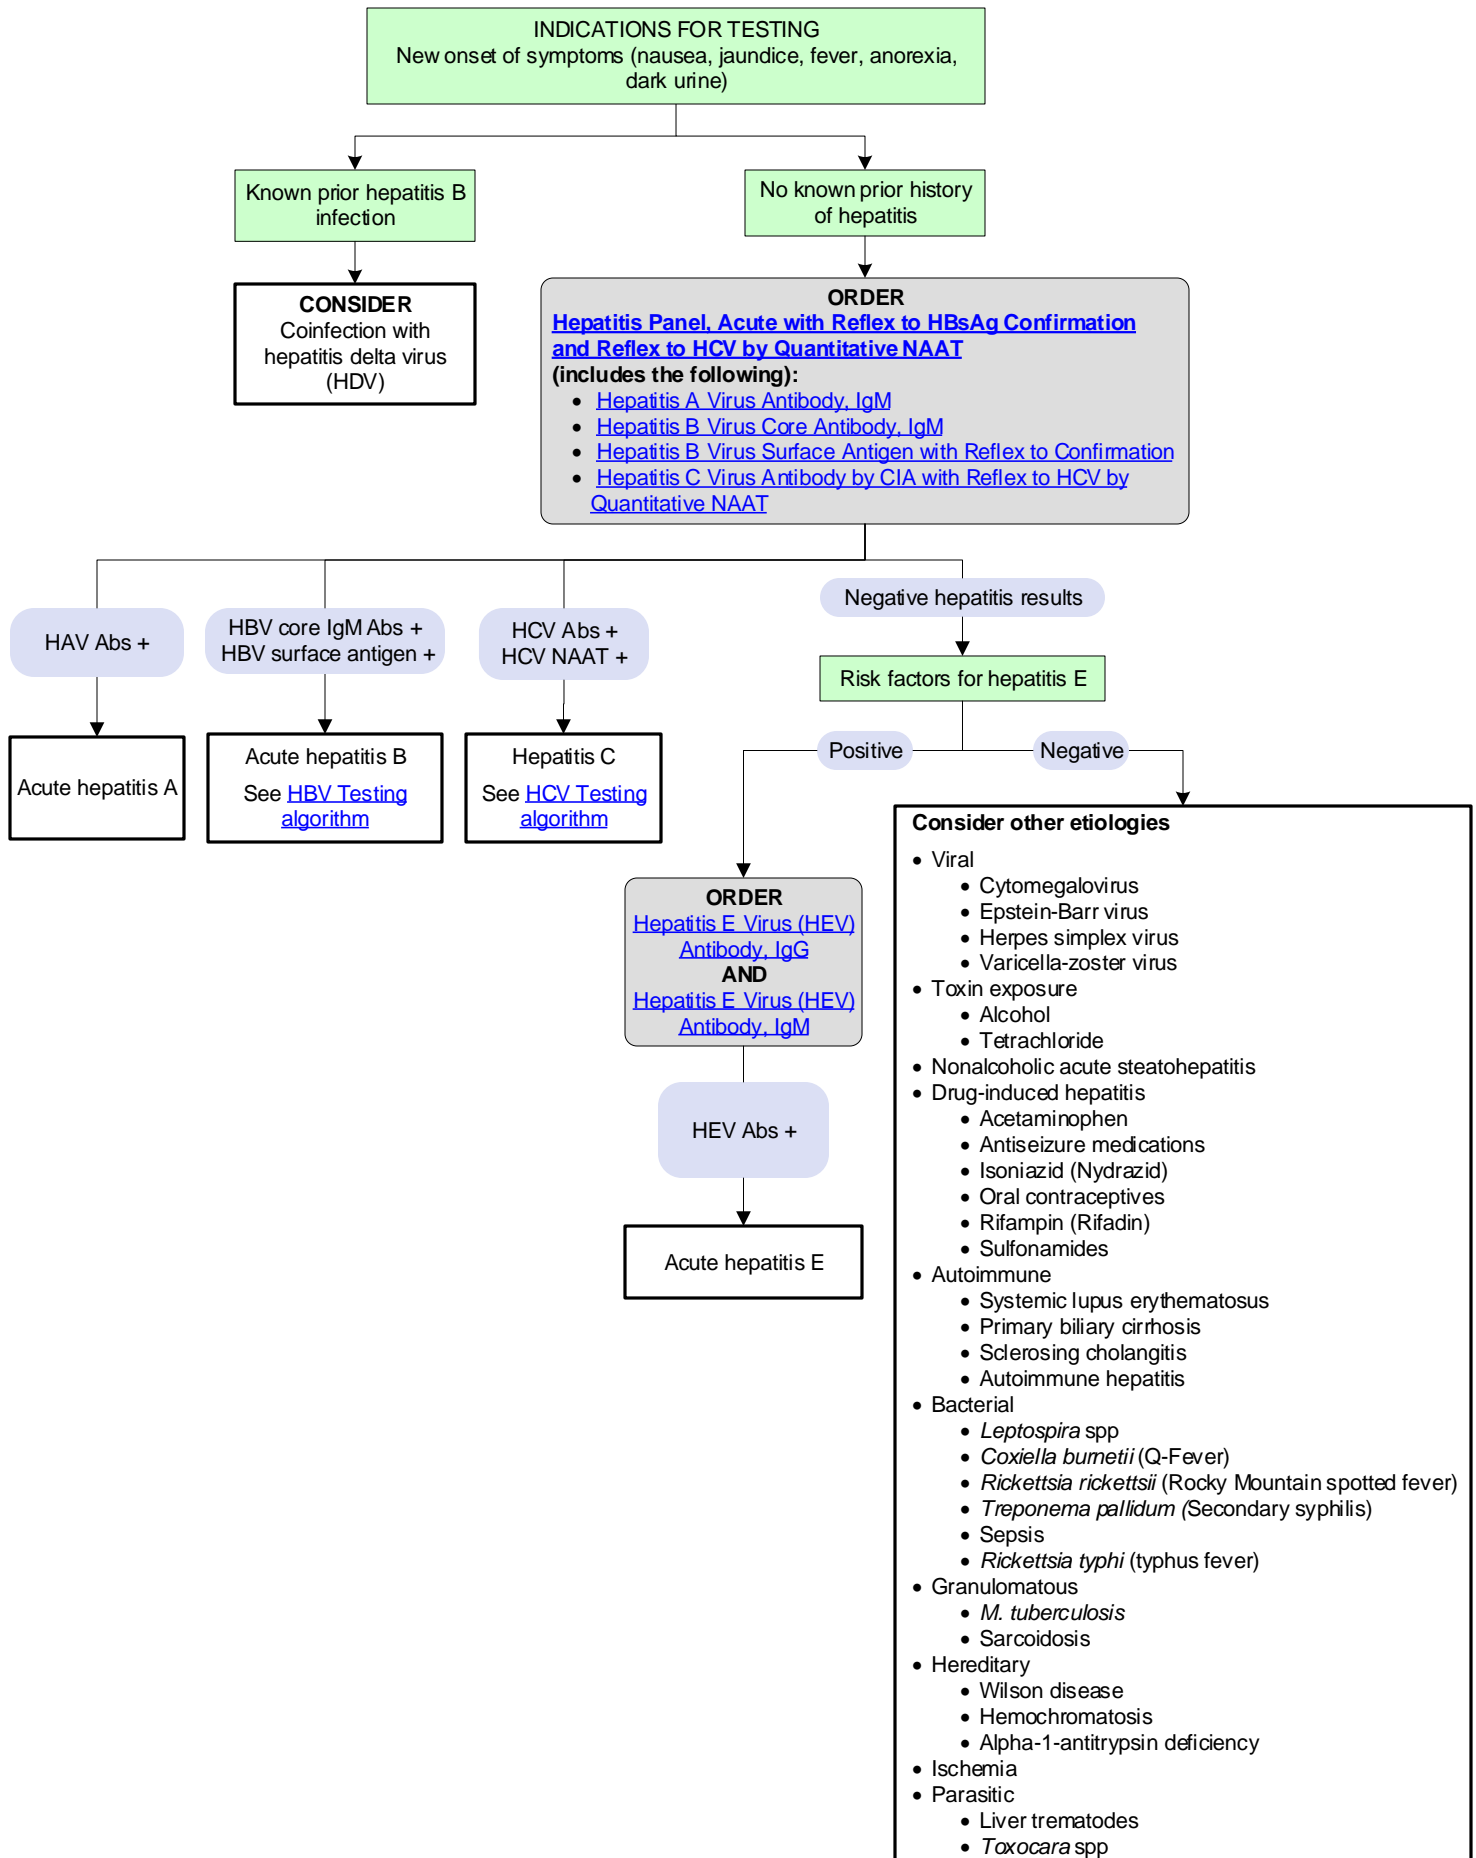 INDICATIONS FOR TESTING
New onset of symptoms (nausea, jaundice, fever, anorexia,
dark urine)
Known prior hepatitis B
infection
No known prior history
of hepatitis
CONSIDER
Coinfection with
hepatitis delta virus
(HDV)
ORDER
Hepatitis Panel, Acute with Reflex to HBsAg Confirmation
and Reflex to HCV by Quantitative NAAT
(includes the following):
• Hepatitis A Virus Antibody, IgM
• Hepatitis B Virus Core Antibody, IgM
• Hepatitis B Virus Surface Antigen with Reflex to Confirmation
• Hepatitis C Virus Antibody by CIA with Reflex to HCV by
Quantitative NAAT
HAV Abs +
HBV core IgM Abs +
HBV surface antigen +
HCV Abs +
HCV NAAT +
Negative hepatitis results
Risk factors for hepatitis E
Positive
Negative
Acute hepatitis A
Acute hepatitis B
See HBV Testing
algorithm
Hepatitis C
See HCV Testing
algorithm
ORDER
Hepatitis E Virus (HEV)
Antibody, IgG
AND
Hepatitis E Virus (HEV)
Antibody, IgM
HEV Abs +
Acute hepatitis E
Consider other etiologies
• Viral
• Cytomegalovirus
• Epstein-Barr virus
• Herpes simplex virus
• Varicella-zoster virus
• Toxin exposure
• Alcohol
• Tetrachloride
• Nonalcoholic acute steatohepatitis
• Drug-induced hepatitis
• Acetaminophen
• Antiseizure medications
• Isoniazid (Nydrazid)
• Oral contraceptives
• Rifampin (Rifadin)
• Sulfonamides
• Autoimmune
• Systemic lupus erythematosus
• Primary biliary cirrhosis
• Sclerosing cholangitis
• Autoimmune hepatitis
• Bacterial
• Leptospira spp
• Coxiella burnetii (Q-Fever)
• Rickettsia rickettsii (Rocky Mountain spotted fever)
• Treponema pallidum (Secondary syphilis)
• Sepsis
• Rickettsia typhi (typhus fever)
• Granulomatous
• M. tuberculosis
• Sarcoidosis
• Hereditary
• Wilson disease
• Hemochromatosis
• Alpha-1-antitrypsin deficiency
• Ischemia
• Parasitic
• Liver trematodes
• Toxocara spp